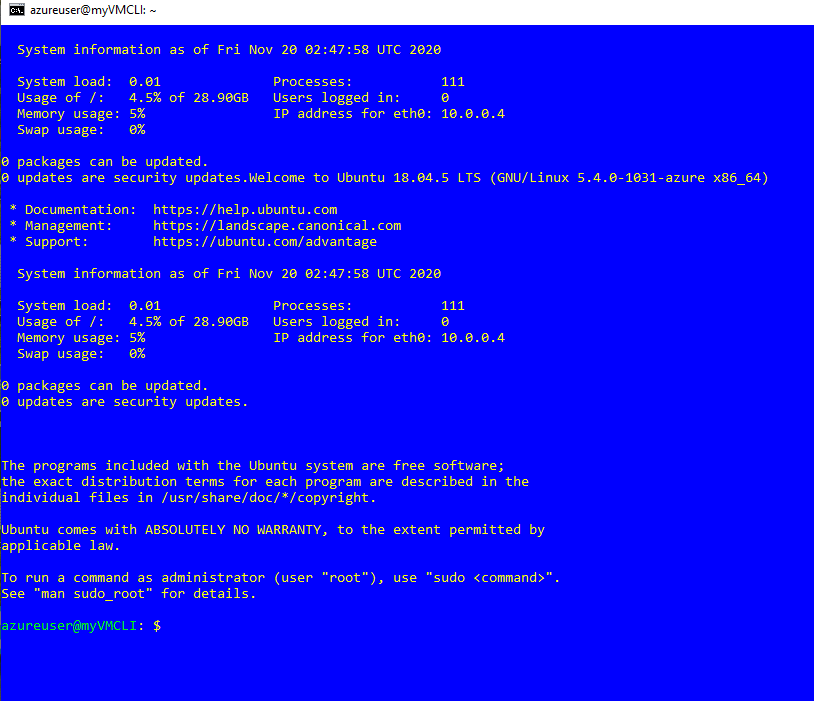 azureuser@myVMCLI: ~
System information as of Fri Nov 20 02:47:58 UTC 2020
System load:  0.01              Processes:           111
Usage of /:   4.5% of 28.90GB   Users logged in:     0
Memory usage: 5%                IP address for eth0: 10.0.0.4
Swap usage:   0%
0 packages can be updated.
0 updates are security updates.Welcome to Ubuntu 18.04.5 LTS (GNU/Linux 5.4.0-1031-azure x86_64)
* Documentation:  https://help.ubuntu.com
* Management:     https://landscape.canonical.com
* Support:        https://ubuntu.com/advantage
System information as of Fri Nov 20 02:47:58 UTC 2020
System load:  0.01              Processes:           111
Usage of /:   4.5% of 28.90GB   Users logged in:     0
Memory usage: 5%                IP address for eth0: 10.0.0.4
Swap usage:   0%
0 packages can be updated.
0 updates are security updates.
The programs included with the Ubuntu system are free software;
the exact distribution terms for each program are described in the
individual files in /usr/share/doc/*/copyright.
Ubuntu comes with ABSOLUTELY NO WARRANTY, to the extent permitted by
applicable law.
To run a command as administrator (user "root"), use "sudo <command>".
See "man sudo_root" for details.
azureuser@myVMCLI: $